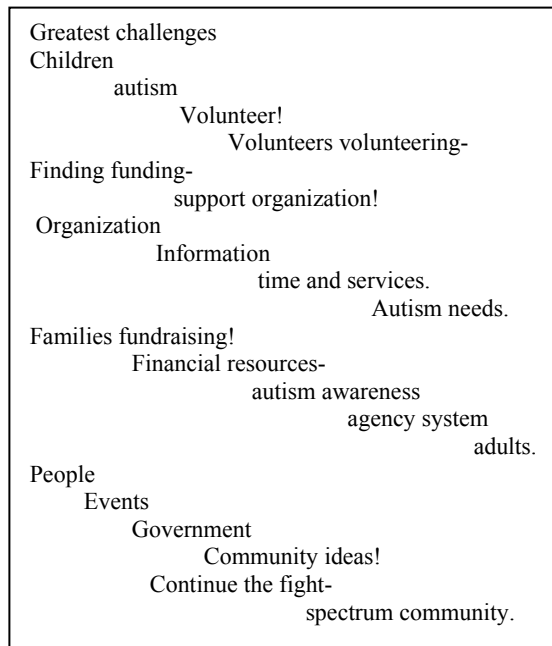 Greatest challenges
Children
autism
Volunteer!
Volunteers volunteering-
Finding funding-
support organization!
Organization
Information
time and services.
Autism needs.
Families fundraising!
Financial resources-
autism awareness
agency system
adults.
People
Events
Government
Community ideas!
Continue the fight-
spectrum community.